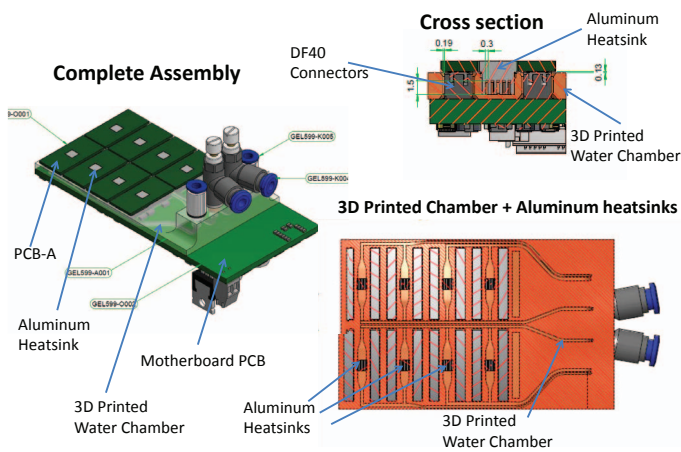 Complete Assembly
9-O001
GEL599-K005
GEL599-K004
PCB-A
GEL599-A001
GEL599-O002
Aluminum
Heatsink
Motherboard PCB
3D Printed
Water Chamber
Cross section
DF40
Connectors
0.19
0.3
Aluminum
Heatsink
0.13
1.5
3D Printed
Water Chamber
3D Printed Chamber + Aluminum heatsinks
Aluminum
Heatsinks
3D Printed
Water Chamber